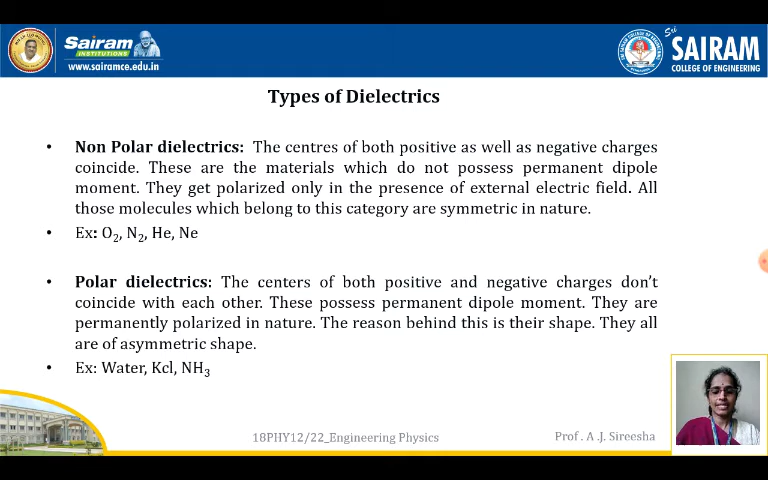 Sairam
INSTITUTIONS
www.sairamce.edu.in
Sri
SAIRAM
COLLEGE OF ENGINEERING
Types of Dielectrics
• Non Polar dielectrics: The centres of both positive as well as negative charges
coincide. These are the materials which do not possess permanent dipole
moment. They get polarized only in the presence of external electric field. All
those molecules which belong to this category are symmetric in nature.
• Ex: O₂, N₂, He, Ne
• Polar dielectrics: The centers of both positive and negative charges don't
coincide with each other. These possess permanent dipole moment. They are
permanently polarized in nature. The reason behind this is their shape. They all
are of asymmetric shape.
• Ex: Water, Kcl, NH₃
18PHY12/22_Engineering Physics
Prof . A .J. Sireesha